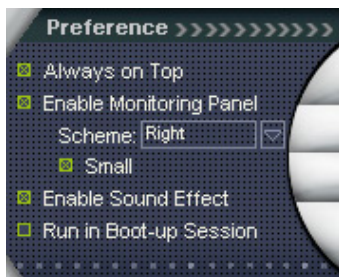 Preference >>>>>>>>>>>
Always on Top
Enable Monitoring Panel
Scheme: Right
Small
Enable Sound Effect
Run in Boot-up Session